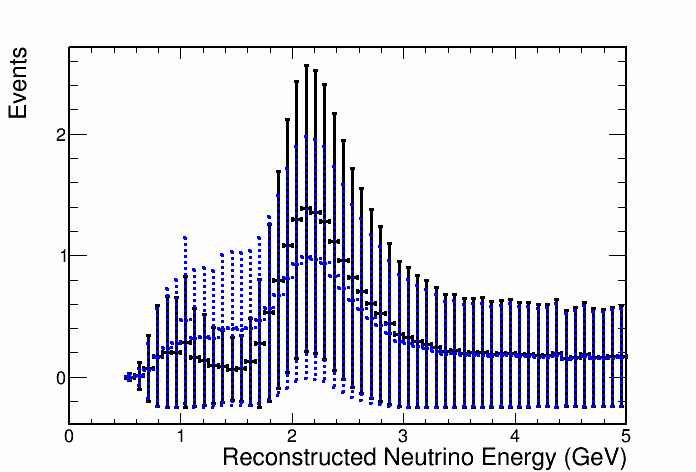 Events
2
1
0
0 1 2 3 4 5
Reconstructed Neutrino Energy (GeV)